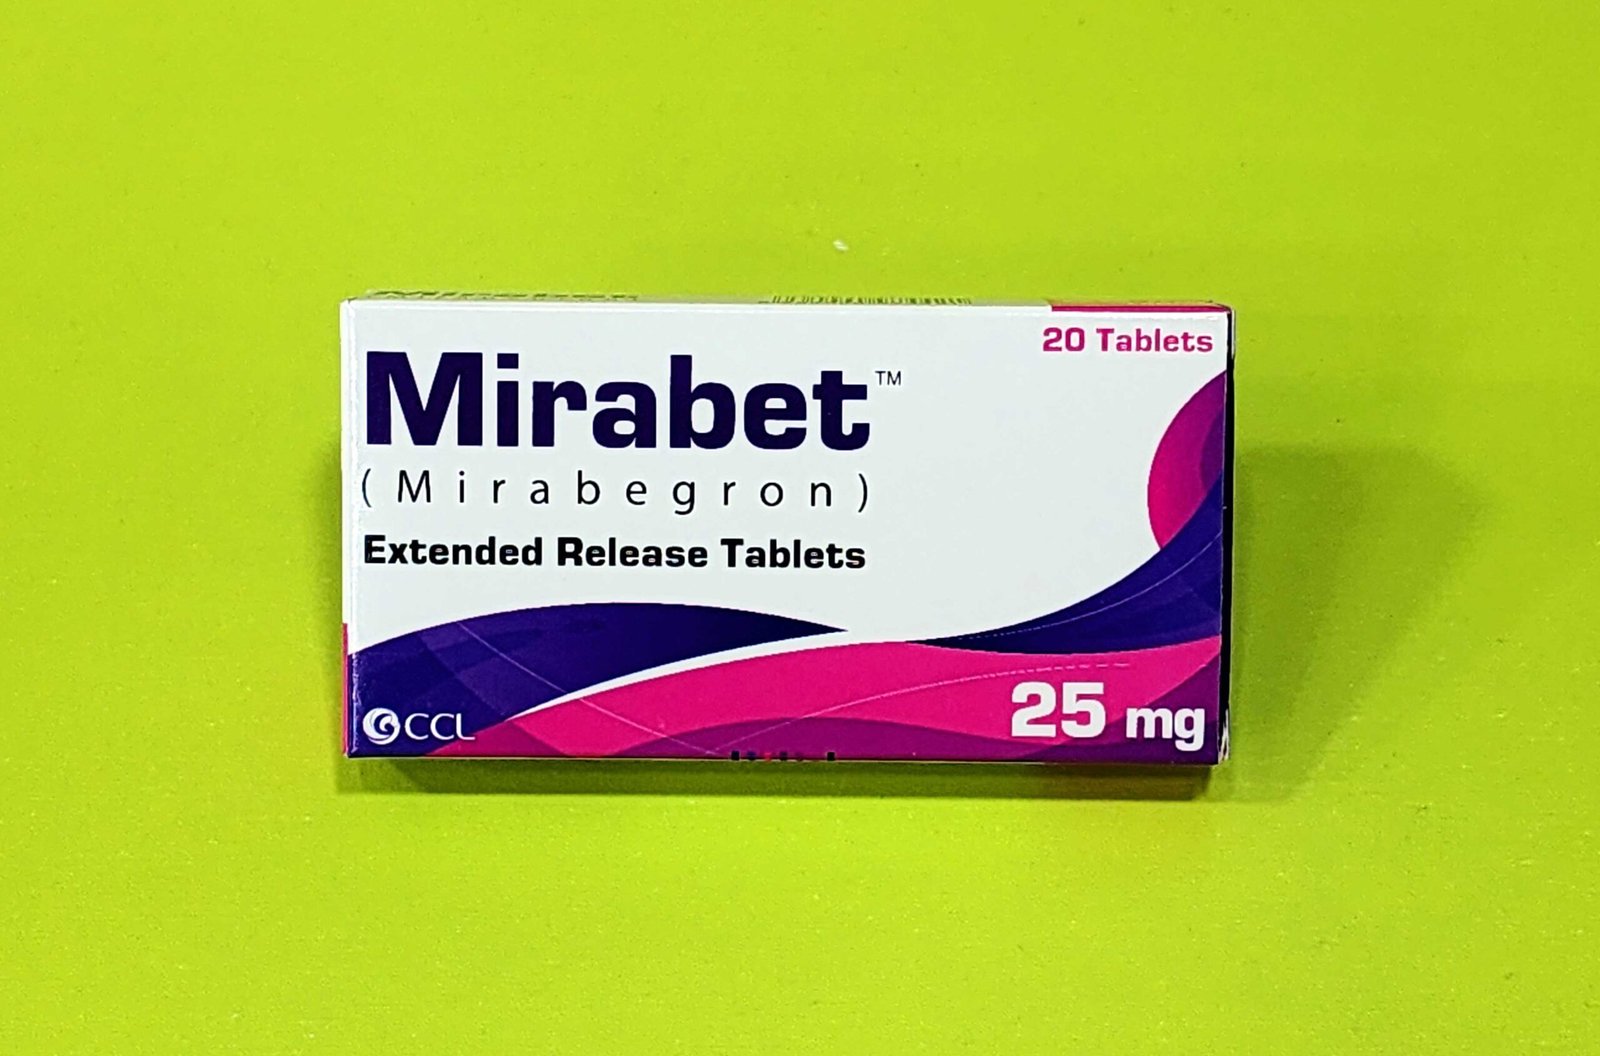 20 Tablets
Mirabet™
(Mirabegron)
Extended Release Tablets
CCL
25 mg